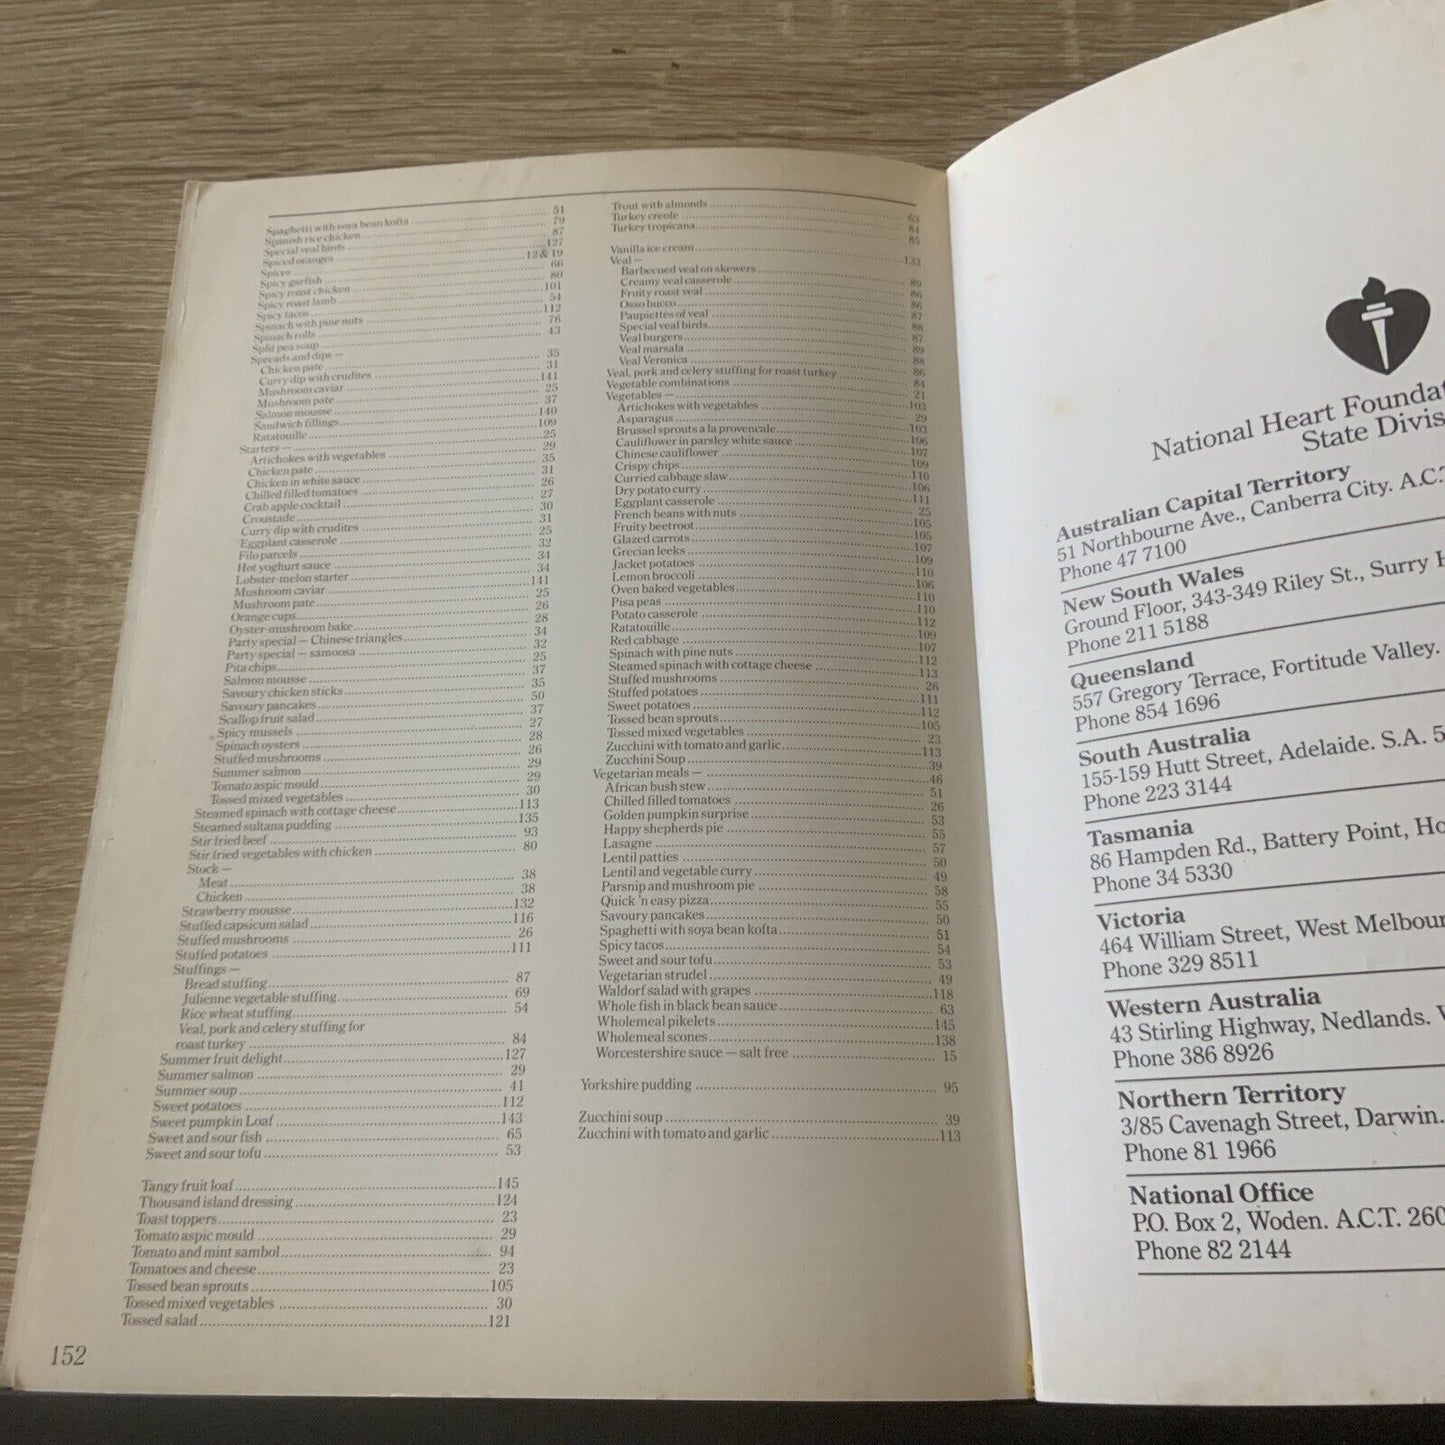 Spaghetti with soya bean kofta 51
Spanish rice chicken 79
Special veal birds 87
Spiced oranges 127
Spices 12 & 19
Spicy garfish 66
Spicy roast chicken 80
Spicy roast lamb 101
Spicy tacos 54
Spinach with pine nuts 112
Spinach rolls 76
Split pea soup 43
Spreads and dips —
Chicken pate 35
Curry dip with crudites 31
Mushroom caviar 141
Mushroom pate 25
Salmon mousse 37
Sandwich fillings 140
Ratatouille 109
Starters — 25
Artichokes with vegetables 29
Chicken pate 35
Chicken in white sauce 31
Chilled filled tomatoes 26
Crab apple cocktail 27
Croustade 30
Curry dip with crudites 31
Eggplant casserole 25
Filo parcels 32
Hot yoghurt sauce 34
Lobster-melon starter 34
Mushroom caviar 141
Mushroom pate 25
Orange cups 26
Oyster-mushroom bake 28
Party special — Chinese triangles 34
Party special — samoosa 32
Pita chips 25
Salmon mousse 37
Savoury chicken sticks 35
Savoury pancakes 50
Scallop fruit salad 37
Spicy mussels 27
Spinach oysters 28
Stuffed mushrooms 26
Summer salmon 29
Tomato aspic mould 29
Tossed mixed vegetables 30
Steamed spinach with cottage cheese 113
Steamed sultana pudding 135
Stir fried beef 93
Stir fried vegetables with chicken 80
Stock —
Meat 38
Chicken 38
Strawberry mousse 132
Stuffed capsicum salad 116
Stuffed mushrooms 26
Stuffed potatoes 111
Stuffings —
Bread stuffing 87
Julienne vegetable stuffing 69
Rice wheat stuffing 54
Veal, pork and celery stuffing for
roast turkey 84
Summer fruit delight 127
Summer salmon 29
Summer soup 41
Sweet potatoes 112
Sweet pumpkin Loaf 143
Sweet and sour fish 65
Sweet and sour tofu 53
Tangy fruit loaf 145
Thousand island dressing 124
Toast toppers 23
Tomato aspic mould 29
Tomato and mint sambol 94
Tomatoes and cheese 23
Tossed bean sprouts 105
Tossed mixed vegetables 30
Tossed salad 121
152
Trout with almonds 63
Turkey creole 84
Turkey tropicana 85
Vanilla ice cream 133
Veal —
Barbecued veal on skewers 89
Creamy veal casserole 86
Fruity roast veal 86
Osso bucco 87
Paupiettes of veal 88
Special veal birds 87
Veal burgers 89
Veal marsala 88
Veal Veronica 86
Veal, pork and celery stuffing for roast turkey 84
Vegetable combinations 21
Vegetables — 103
Artichokes with vegetables 29
Asparagus 103
Brussel sprouts a la provencale 106
Cauliflower in parsley white sauce 107
Chinese cauliflower 109
Crispy chips 110
Curried cabbage slaw 106
Dry potato curry 111
Eggplant casserole 25
French beans with nuts 105
Fruity beetroot 105
Glazed carrots 107
Grecian leeks 109
Jacket potatoes 110
Lemon broccoli 106
Oven baked vegetables 110
Pisa peas 110
Potato casserole 112
Ratatouille 109
Red cabbage 107
Spinach with pine nuts 112
Steamed spinach with cottage cheese 113
Stuffed mushrooms 26
Stuffed potatoes 111
Sweet potatoes 112
Tossed bean sprouts 105
Tossed mixed vegetables 23
Zucchini with tomato and garlic 113
Zucchini Soup 39
Vegetarian meals — 46
African bush stew 51
Chilled filled tomatoes 26
Golden pumpkin surprise 53
Happy shepherds pie 55
Lasagne 57
Lentil patties 50
Lentil and vegetable curry 49
Parsnip and mushroom pie 58
Quick 'n easy pizza 55
Savoury pancakes 50
Spaghetti with soya bean kofta 51
Spicy tacos 54
Sweet and sour tofu 53
Vegetarian strudel 49
Waldorf salad with grapes 118
Whole fish in black bean sauce 63
Wholemeal pikelets 145
Wholemeal scones 138
Worcestershire sauce — salt free 15
Yorkshire pudding 95
Zucchini soup 39
Zucchini with tomato and garlic 113
National Heart
State
Australian Capital Territory
51 Northbourne Ave., Canberra City. A.C.T
Phone 47 7100
New South Wales
Ground Floor, 343-349 Riley St., Surry
Phone 211 5188
Queensland
557 Gregory Terrace, Fortitude Valley.
Phone 854 1696
South Australia
155-159 Hutt Street, Adelaide. S.A. 5
Phone 223 3144
Tasmania
86 Hampden Rd., Battery Point,
Phone 34 5330
Victoria
464 William Street, West
Phone 329 8511
Western Australia
43 Stirling Highway, Nedlands.
Phone 386 8926
Northern Territory
3/85 Cavenagh Street, Darwin.
Phone 81 1966
National Office
P.O. Box 2, Woden. A.C.T. 260
Phone 82 2144